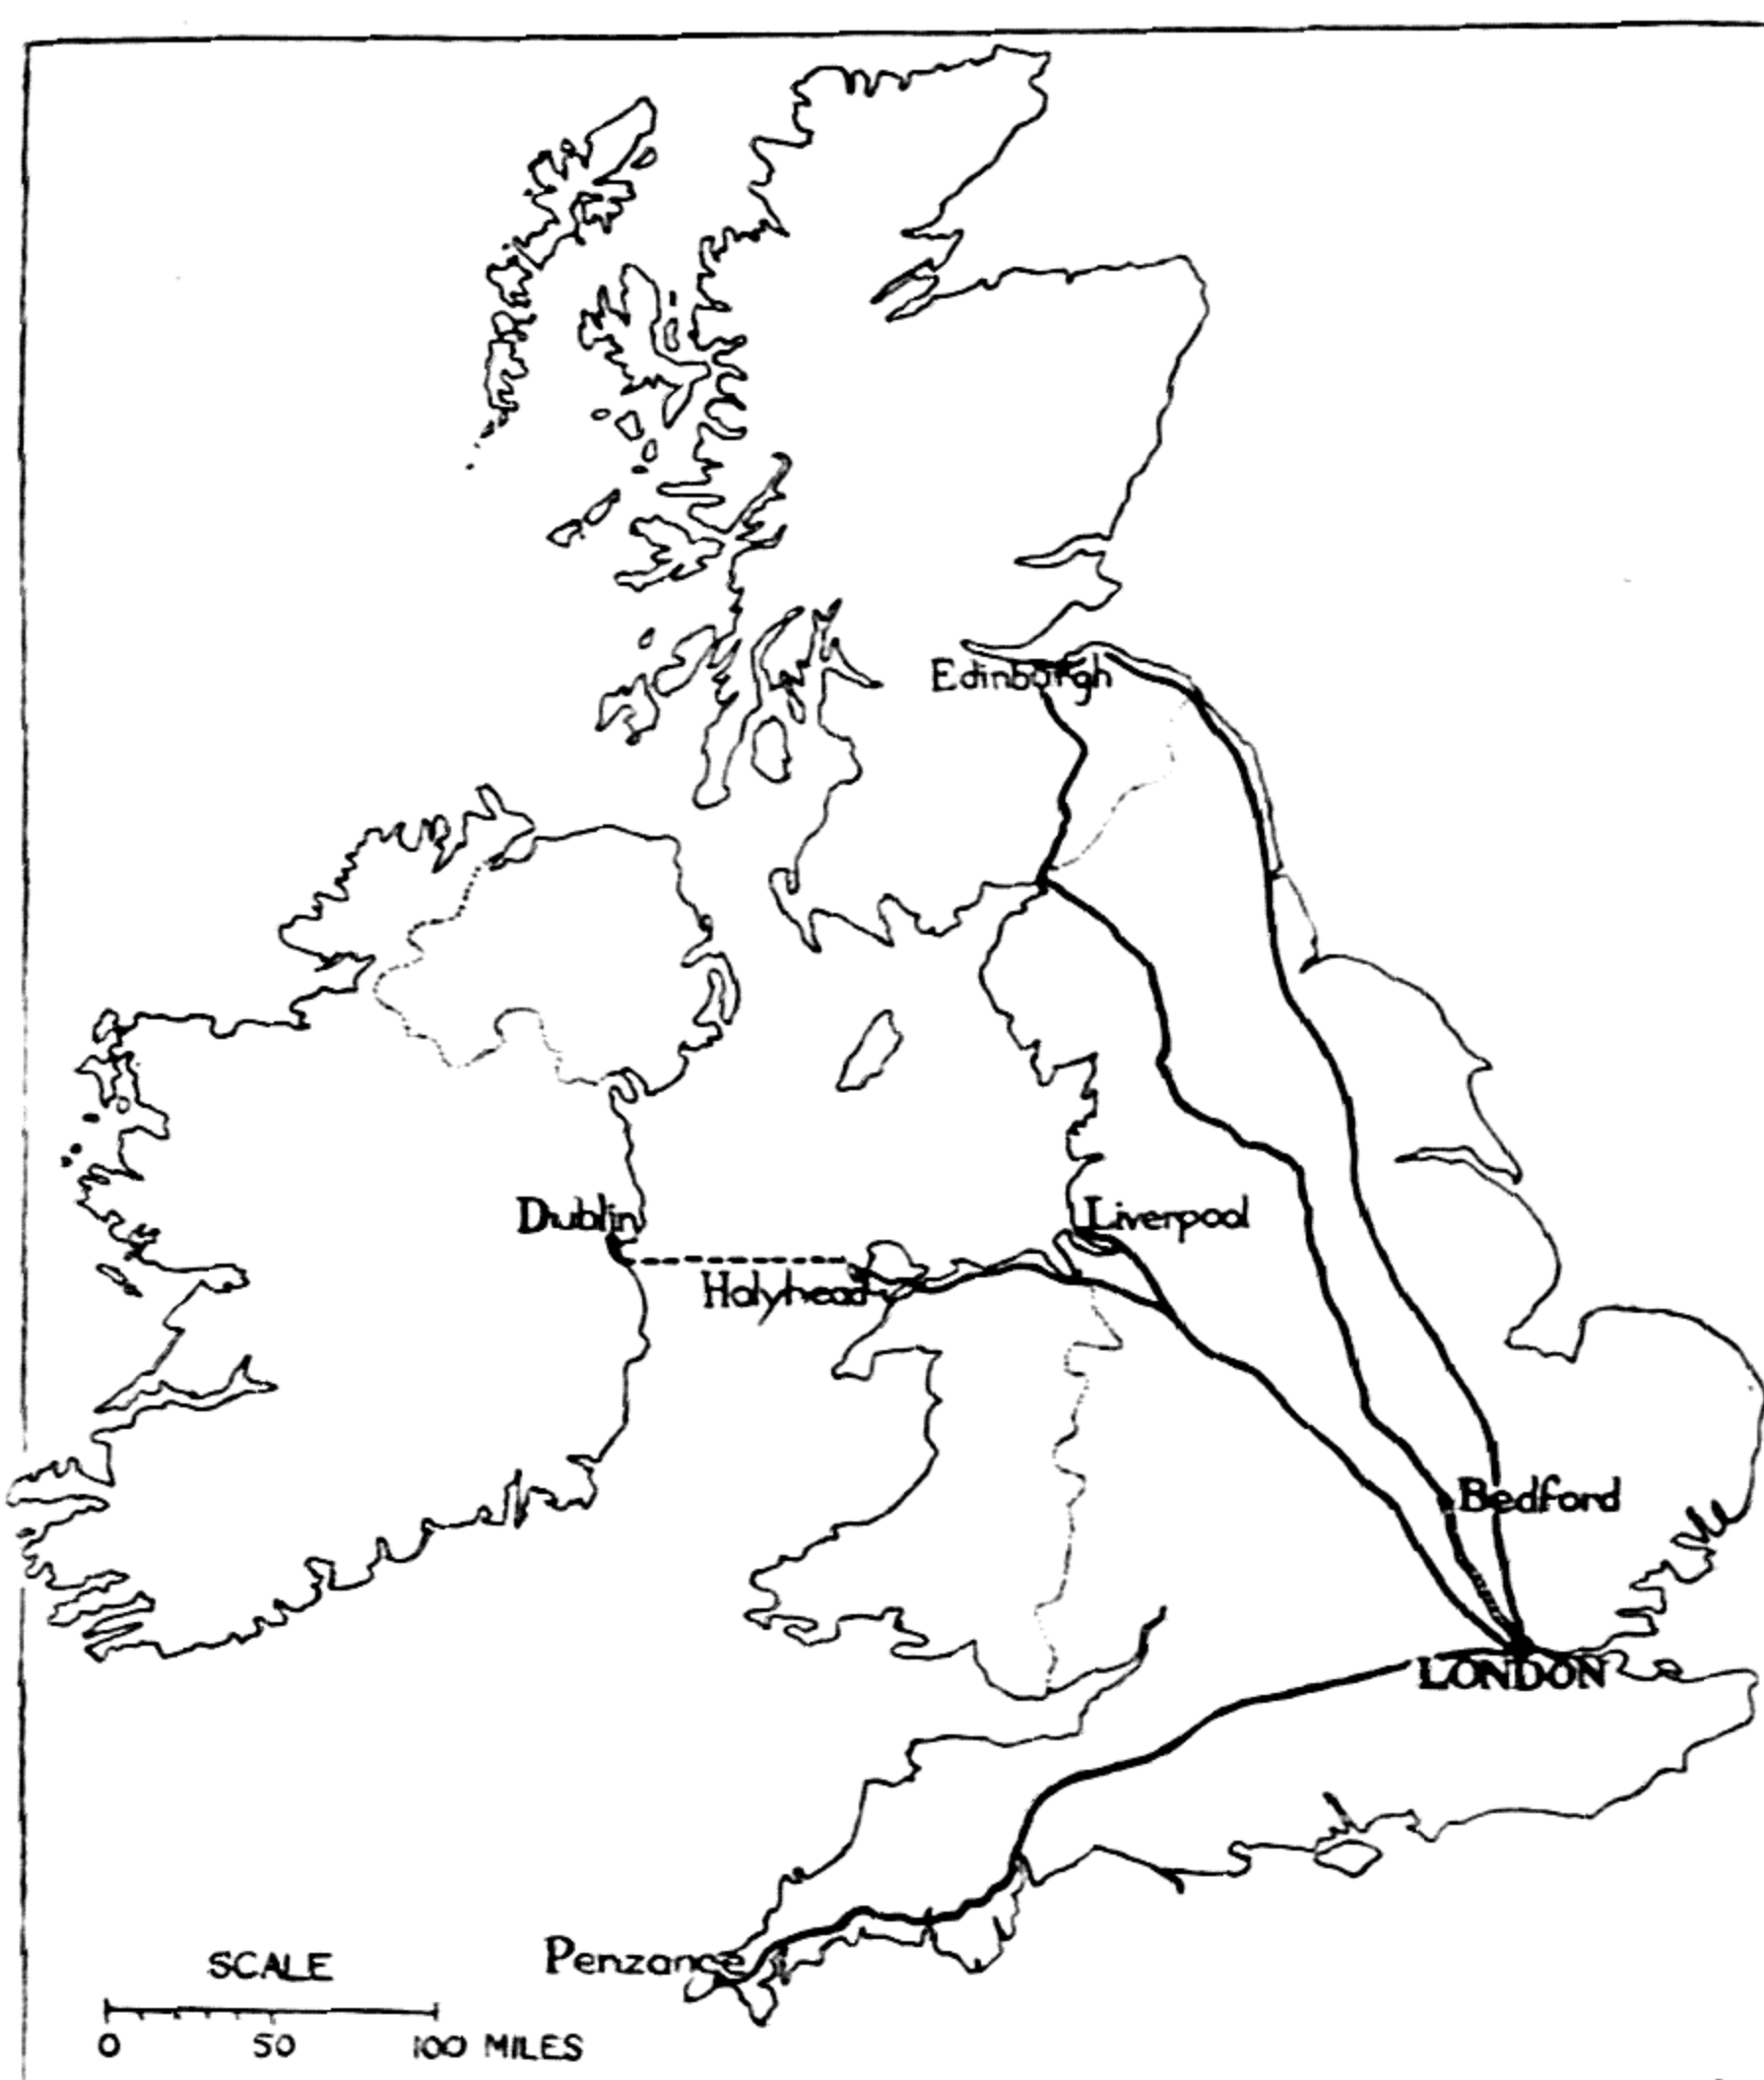 Edinburgh
Dublin
Liverpool
Holyhead
Bedford
LONDON
Penzance
SCALE
0 50 100 MILES